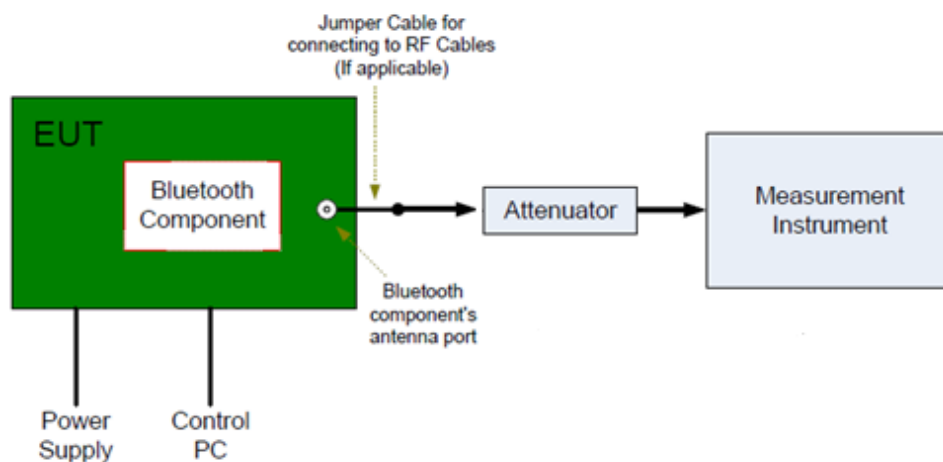 Jumper Cable for
connecting to RF Cables
(If applicable)
EUT
Bluetooth
Component
Attenuator
Measurement
Instrument
Bluetooth
component's
antenna port
Power
Supply
Control
PC